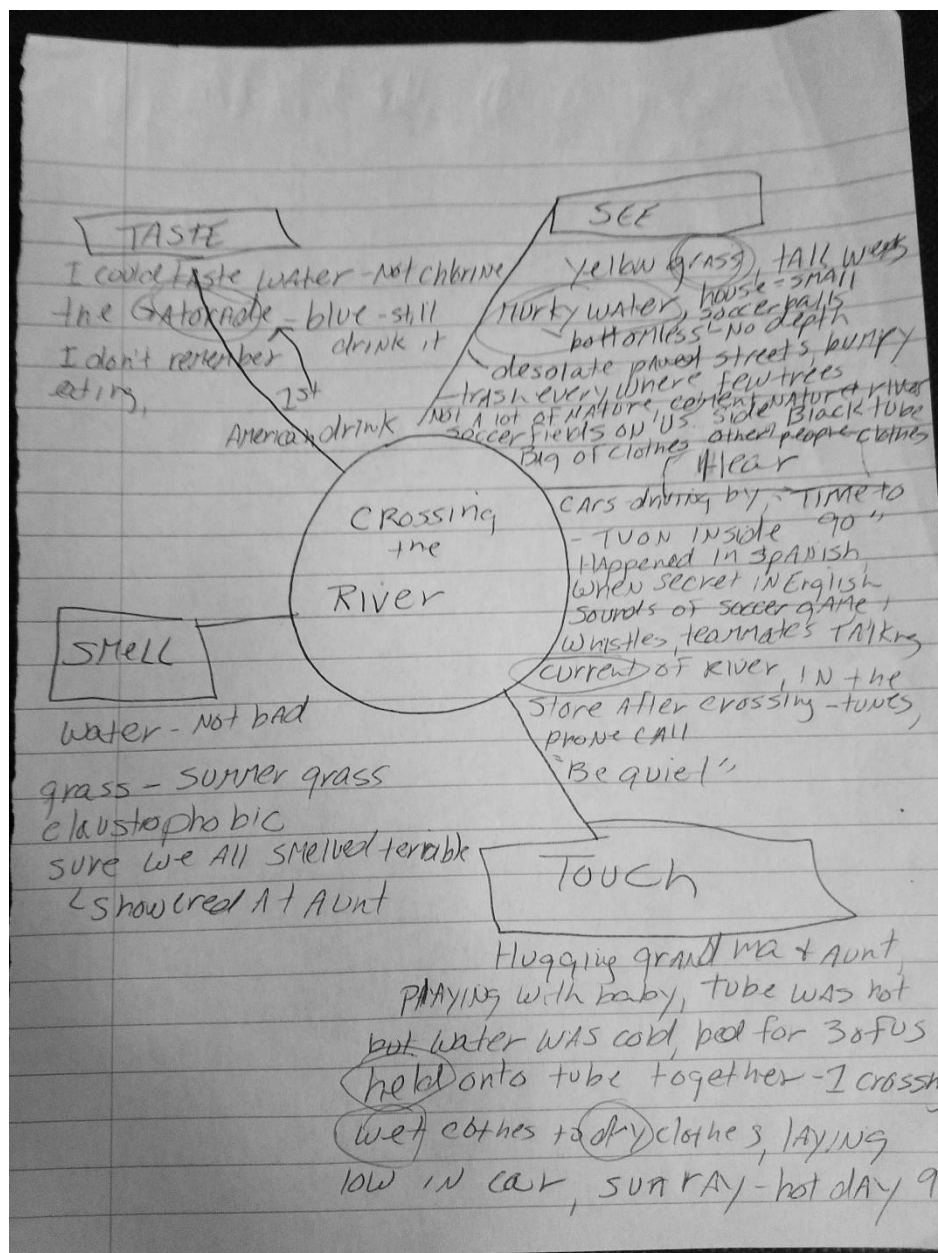 TASTE
I could taste water - Not chlorine
the Gatorade - blue - still
drink it
I don't remember
eating,
1st
American drink
SEE
Yellow grass, tall weeds
Murky water, house - small
bottomless - No depth, soccer balls
desolate paved streets, bumpy
trash everywhere, few trees
Not A lot of NAture, cement, NAture = river
soccer fields on US. side Black tube
Bag of clothes other people - clothes
Hear
CArs driving by, "TIME to
go"
- TV ON INside
HAppened in SpANish,
When secret iN English
Sounds of soccer gAMe,
whistles, teammates TAlking
current of River, IN the
store After crossing - tunes,
phone CAll
"Be quiet"
CRossing
the
River
SMell
Water - Not bAd
grass - SUMMer grass
claustrophobic
sure we All SMelled terrible
showered At AUnt
Touch
Hugging grANdma & AUnt,
PlAYING with baby, tube WAS hot
but water WAS cold, bed for 3 of US
held onto tube together - 1 crossing
wet clothes to dry clothes, lAYING
low IN car, sun rAY - hot dAY 9